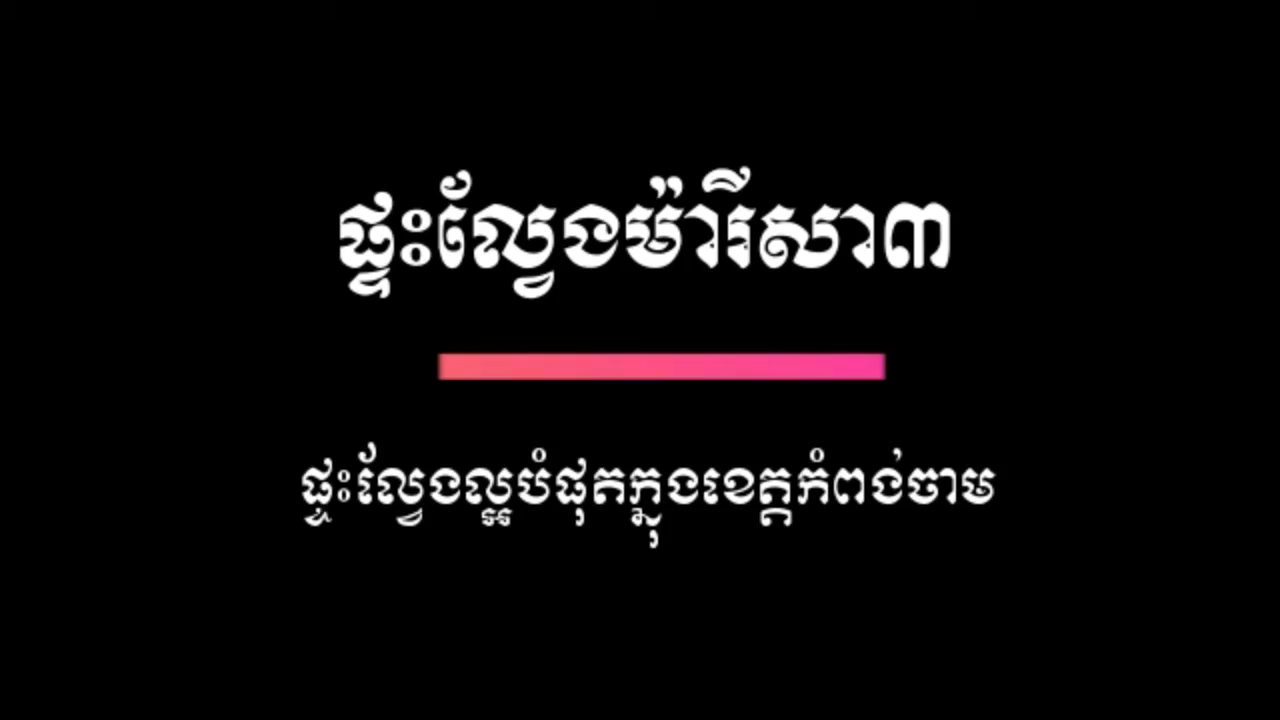 ផ្ទះល្វែងម៉ារីសា៣
ផ្ទះល្វែងល្អបំផុតក្នុងខេត្តកំពង់ចាម